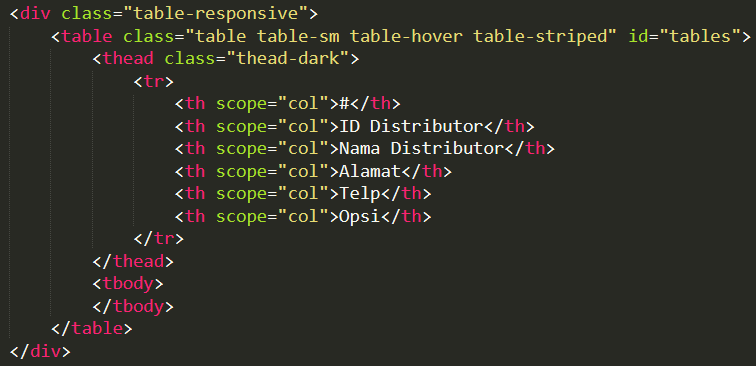 <div class="table-responsive">
    <table class="table table-sm table-hover table-striped" id="tables">
        <thead class="thead-dark">
            <tr>
                <th scope="col">#</th>
                <th scope="col">ID Distributor</th>
                <th scope="col">Nama Distributor</th>
                <th scope="col">Alamat</th>
                <th scope="col">Telp</th>
                <th scope="col">Opsi</th>
            </tr>
        </thead>
        <tbody>
        </tbody>
    </table>
</div>